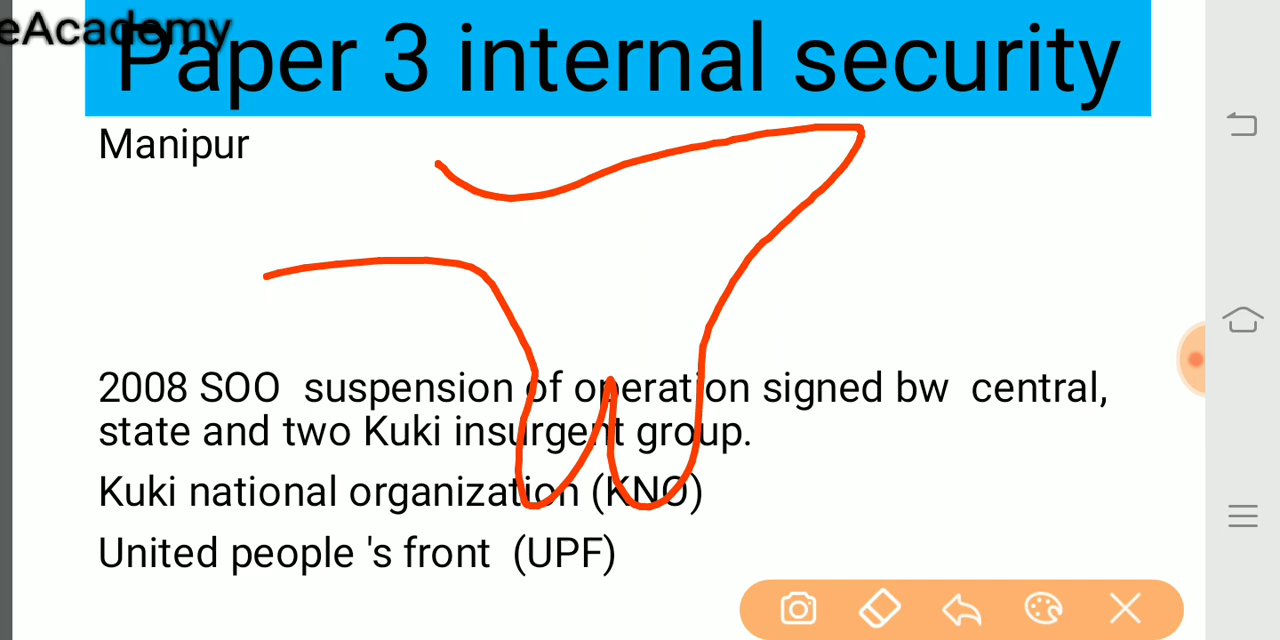 eAcademy
Paper 3 internal security
Manipur
2008 SOO suspension of operation signed bw central,
state and two Kuki insurgent group.
Kuki national organization (KNO)
United people 's front (UPF)